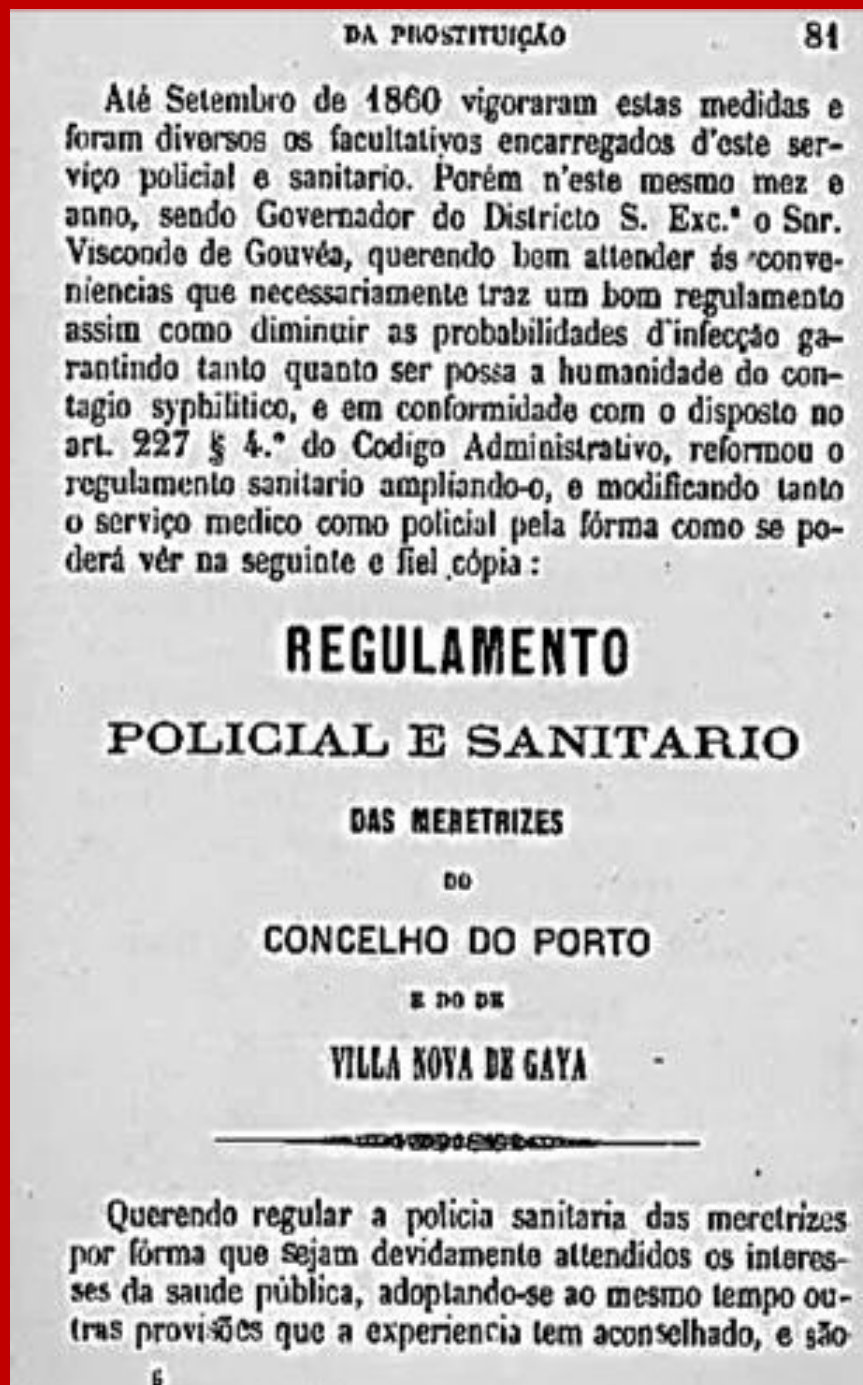 DA PROSTITUIÇÃO 81
Até Setembro de 1860 vigoraram estas medidas e
foram diversos os facultativos encarregados d'este ser-
viço policial e sanitario. Porém n'este mesmo mez e
anno, sendo Governador do Districto S. Exc.ª o Snr.
Visconde de Gouvéa, querendo bem attender ás conve-
niencias que necessariamente traz um bom regulamento
assim como diminuir as probabilidades d'infecção ga-
rantindo tanto quanto ser possa a humanidade do con-
tagio syphilitico, e em conformidade com o disposto no
art. 227 § 4.º do Codigo Administrativo, reformou o
regulamento sanitario ampliando-o, e modificando tanto
o serviço medico como policial pela fórma como se po-
derá vêr na seguinte e fiel cópia :
REGULAMENTO
POLICIAL E SANITARIO
DAS MERETRIZES
DO
CONCELHO DO PORTO
E DO DE
VILLA NOVA DE GAYA
Querendo regular a policia sanitaria das meretrizes
por fórma que sejam devidamente attendidos os interes-
ses da saude pública, adoptando-se ao mesmo tempo ou-
tras provisões que a experiencia tem aconselhado, e são
6